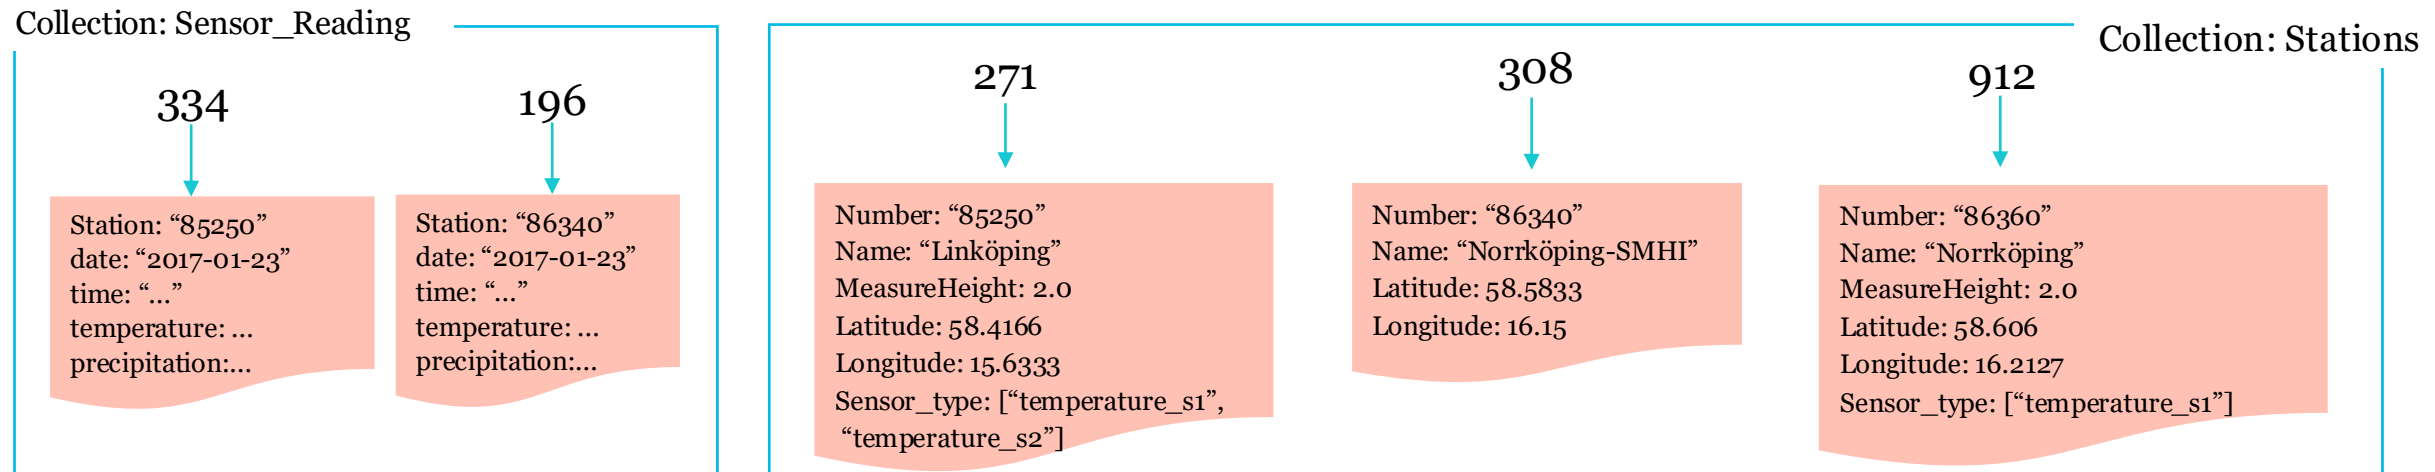 Collection: Sensor_Reading
334
Station: “85250”
date: “2017-01-23”
time: “...”
temperature: ...
precipitation:...
196
Station: “86340”
date: “2017-01-23”
time: “...”
temperature: ...
precipitation:...
Collection: Stations
271
Number: “85250”
Name: “Linköping”
MeasureHeight: 2.0
Latitude: 58.4166
Longitude: 15.6333
Sensor_type: [“temperature_s1”,
“temperature_s2”]
308
Number: “86340”
Name: “Norrköping-SMHI”
Latitude: 58.5833
Longitude: 16.15
912
Number: “86360”
Name: “Norrköping”
MeasureHeight: 2.0
Latitude: 58.606
Longitude: 16.2127
Sensor_type: [“temperature_s1”]